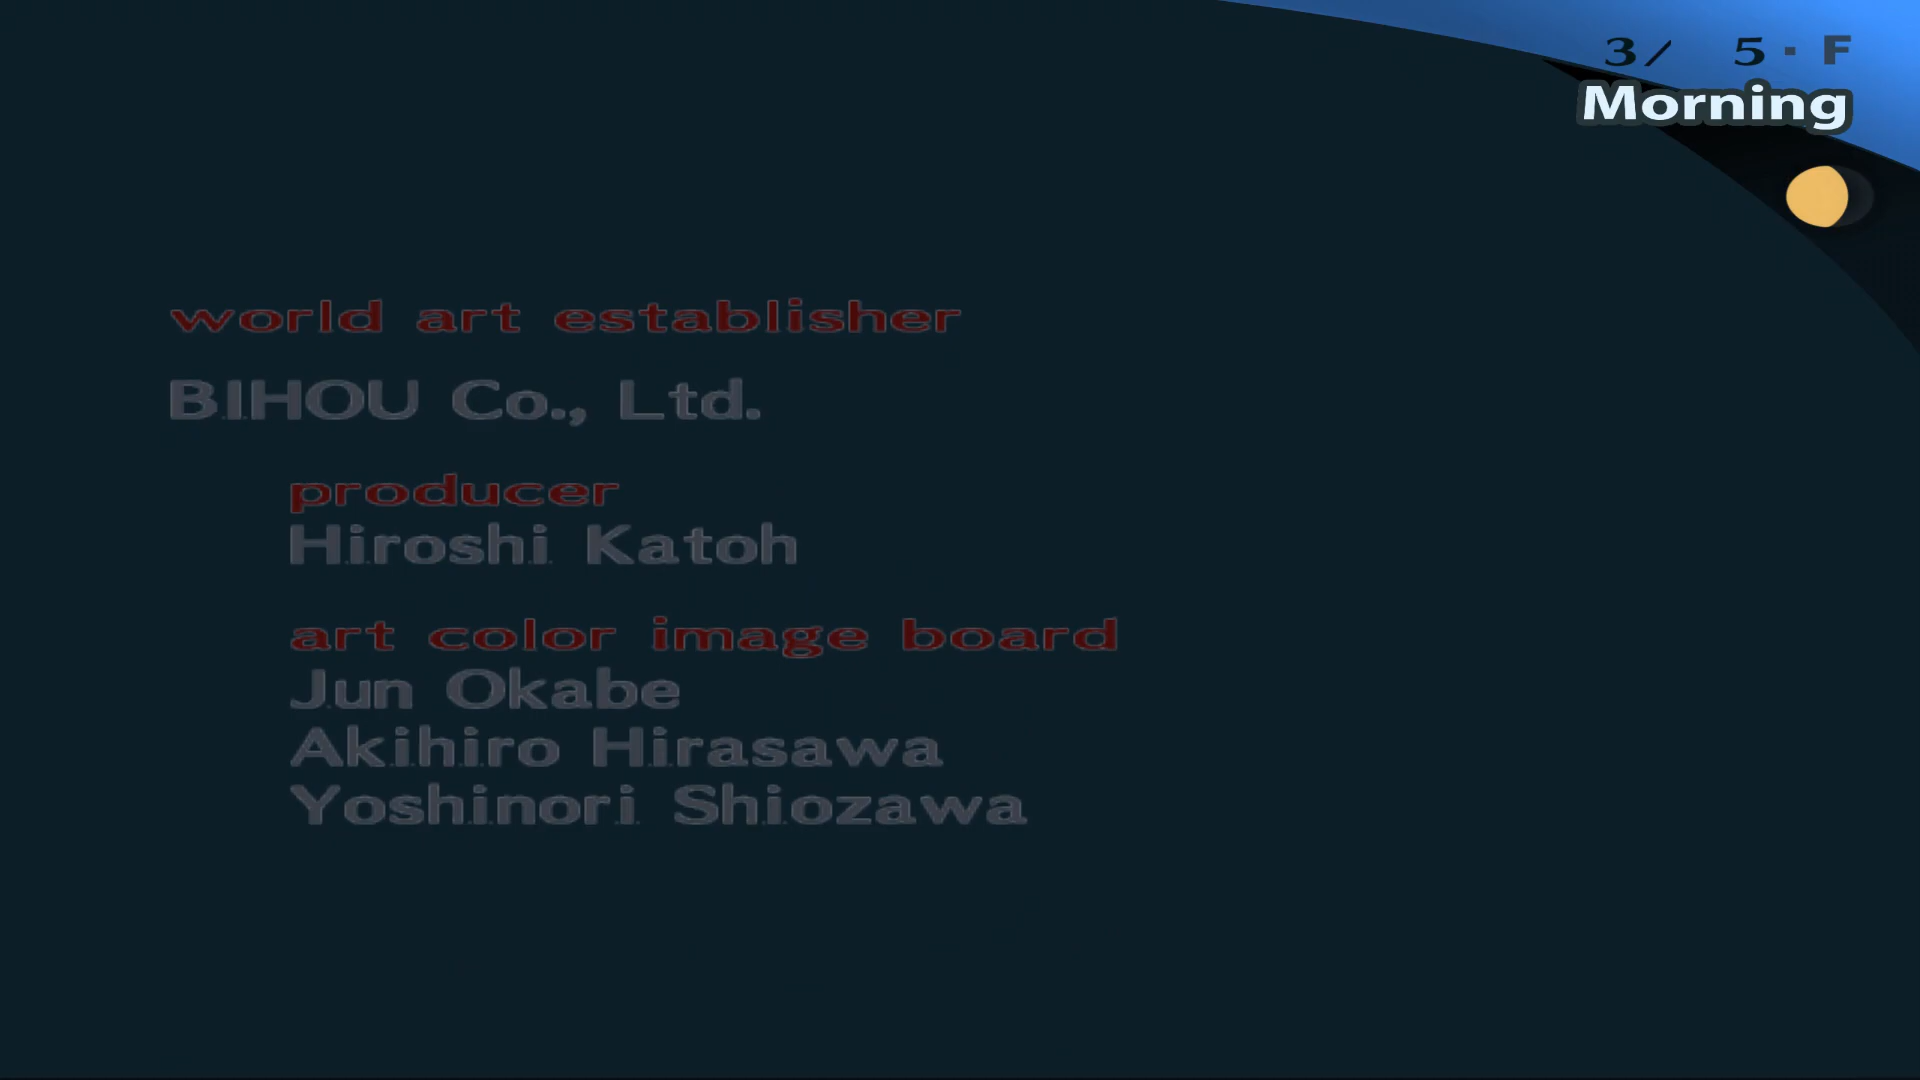 3/ 5・F
Morning
world art establisher
BIHOU Co., Ltd.
producer
Hiroshi Katoh
art color image board
Jun Okabe
Akihiro Hirasawa
Yoshinori Shiozawa